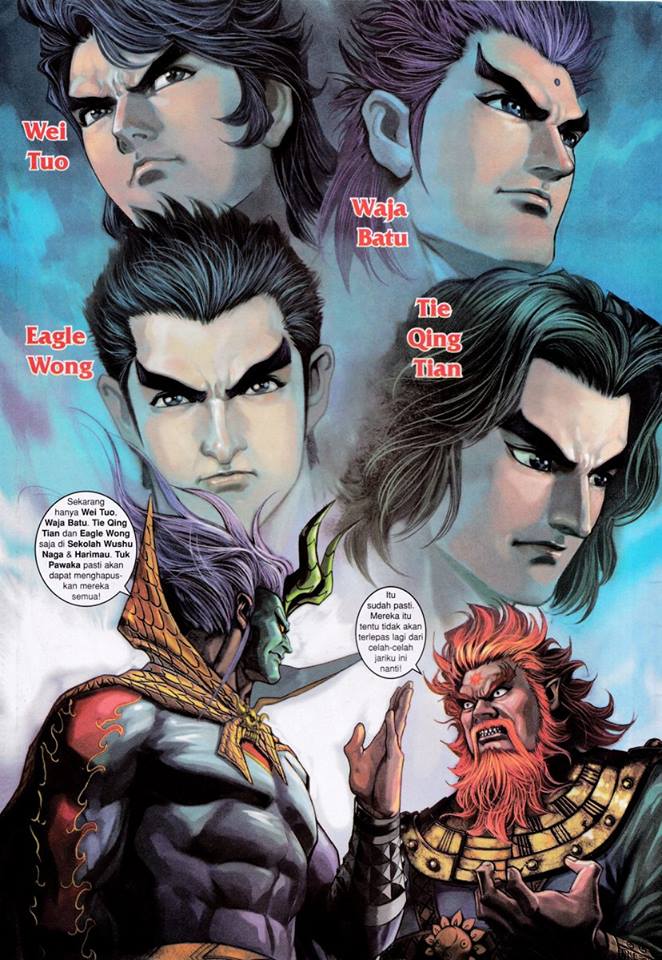 Wei
Tuo
Waja
Batu
Eagle
Wong
Tie
Qing
Tian
Sekarang
hanya Wei Tuo,
Waja Batu, Tie Qing
Tian dan Eagle Wong
saja di Sekolah Wushu
Naga & Harimau. Tuk
Pawaka pasti akan
dapat menghapus-
kan mereka
semua!
Itu
sudah pasti.
Mereka itu
tentu tidak akan
terlepas lagi dari
celah-celah
jariku ini
nanti!